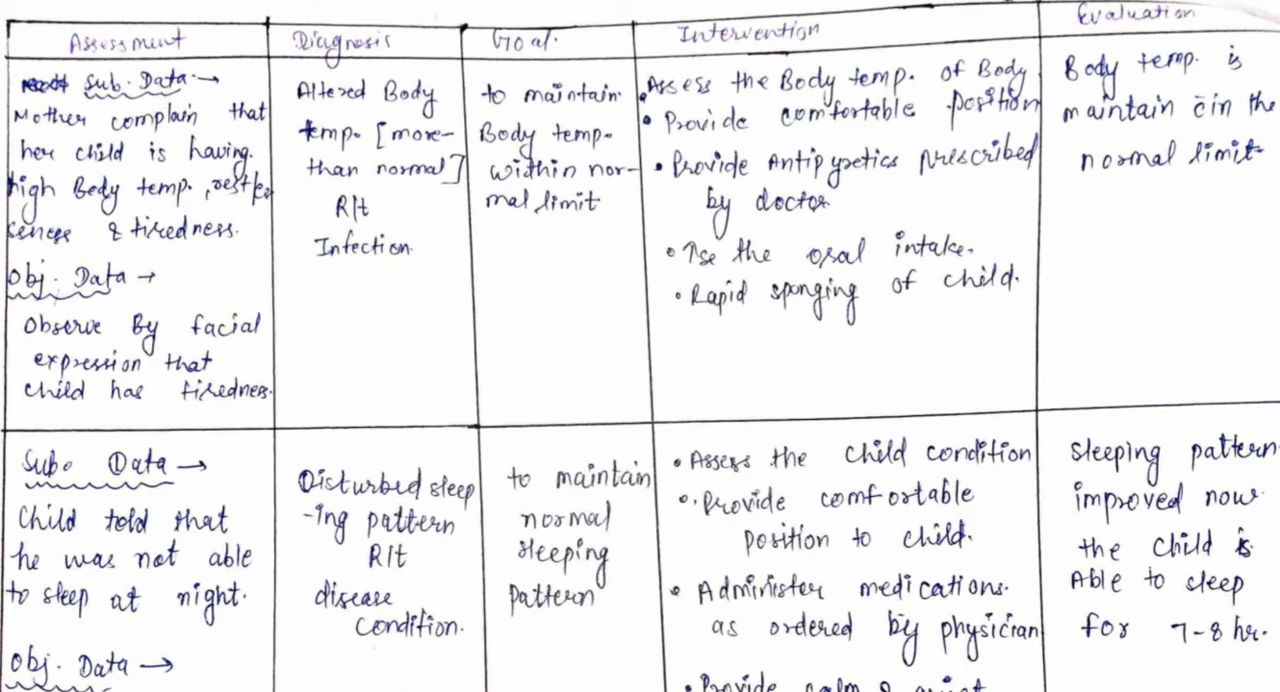 Assessment
Sub. Data →
Mother complain that
her child is having.
high Body temp., restle
senese & tiredness.
Obj. Data →
Observe By facial
expression that
child has tiredness.
Diagnosis
Altered Body
temp. [more-
than normal]
R/t
Infection.
Goal.
to maintain.
Body temp.
within nor-
mal limit
Intervention
• Assess the Body temp. of Body.
• Provide comfortable position
• Provide Antipyretics prescribed
by doctor
• ↑se the oral intake.
• Rapid sponging of child.
Evaluation
Body temp. is
maintain c̄in the
normal limit
Sub. Data →
Child told that
he was not able
to sleep at night.
Obj. Data →
Disturbed sleep
-ing pattern
R/t
disease
condition.
to maintain
normal
sleeping
pattern
• Assess the child condition
• Provide comfortable
position to child.
• Administer medications.
as ordered by physician
• Provide calm & quiet
Sleeping pattern
improved now
the child is
Able to sleep
for 7-8 hr.